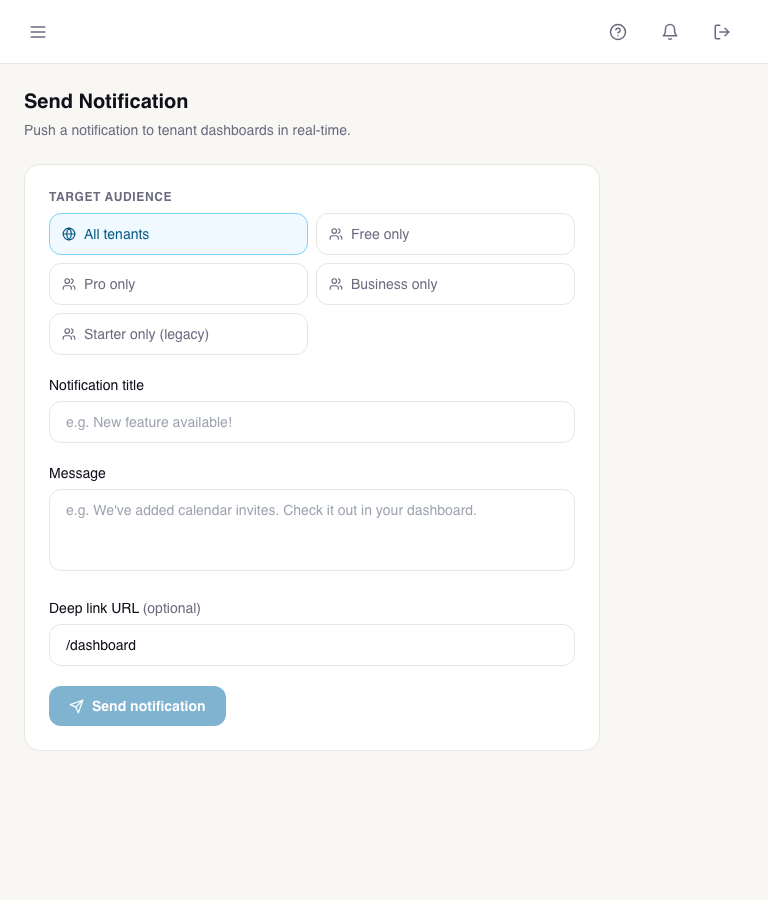 Send Notification
Push a notification to tenant dashboards in real-time.
TARGET AUDIENCE
All tenants
Free only
Pro only
Business only
Starter only (legacy)
Notification title
e.g. New feature available!
Message
e.g. We've added calendar invites. Check it out in your dashboard.
Deep link URL (optional)
/dashboard
Send notification